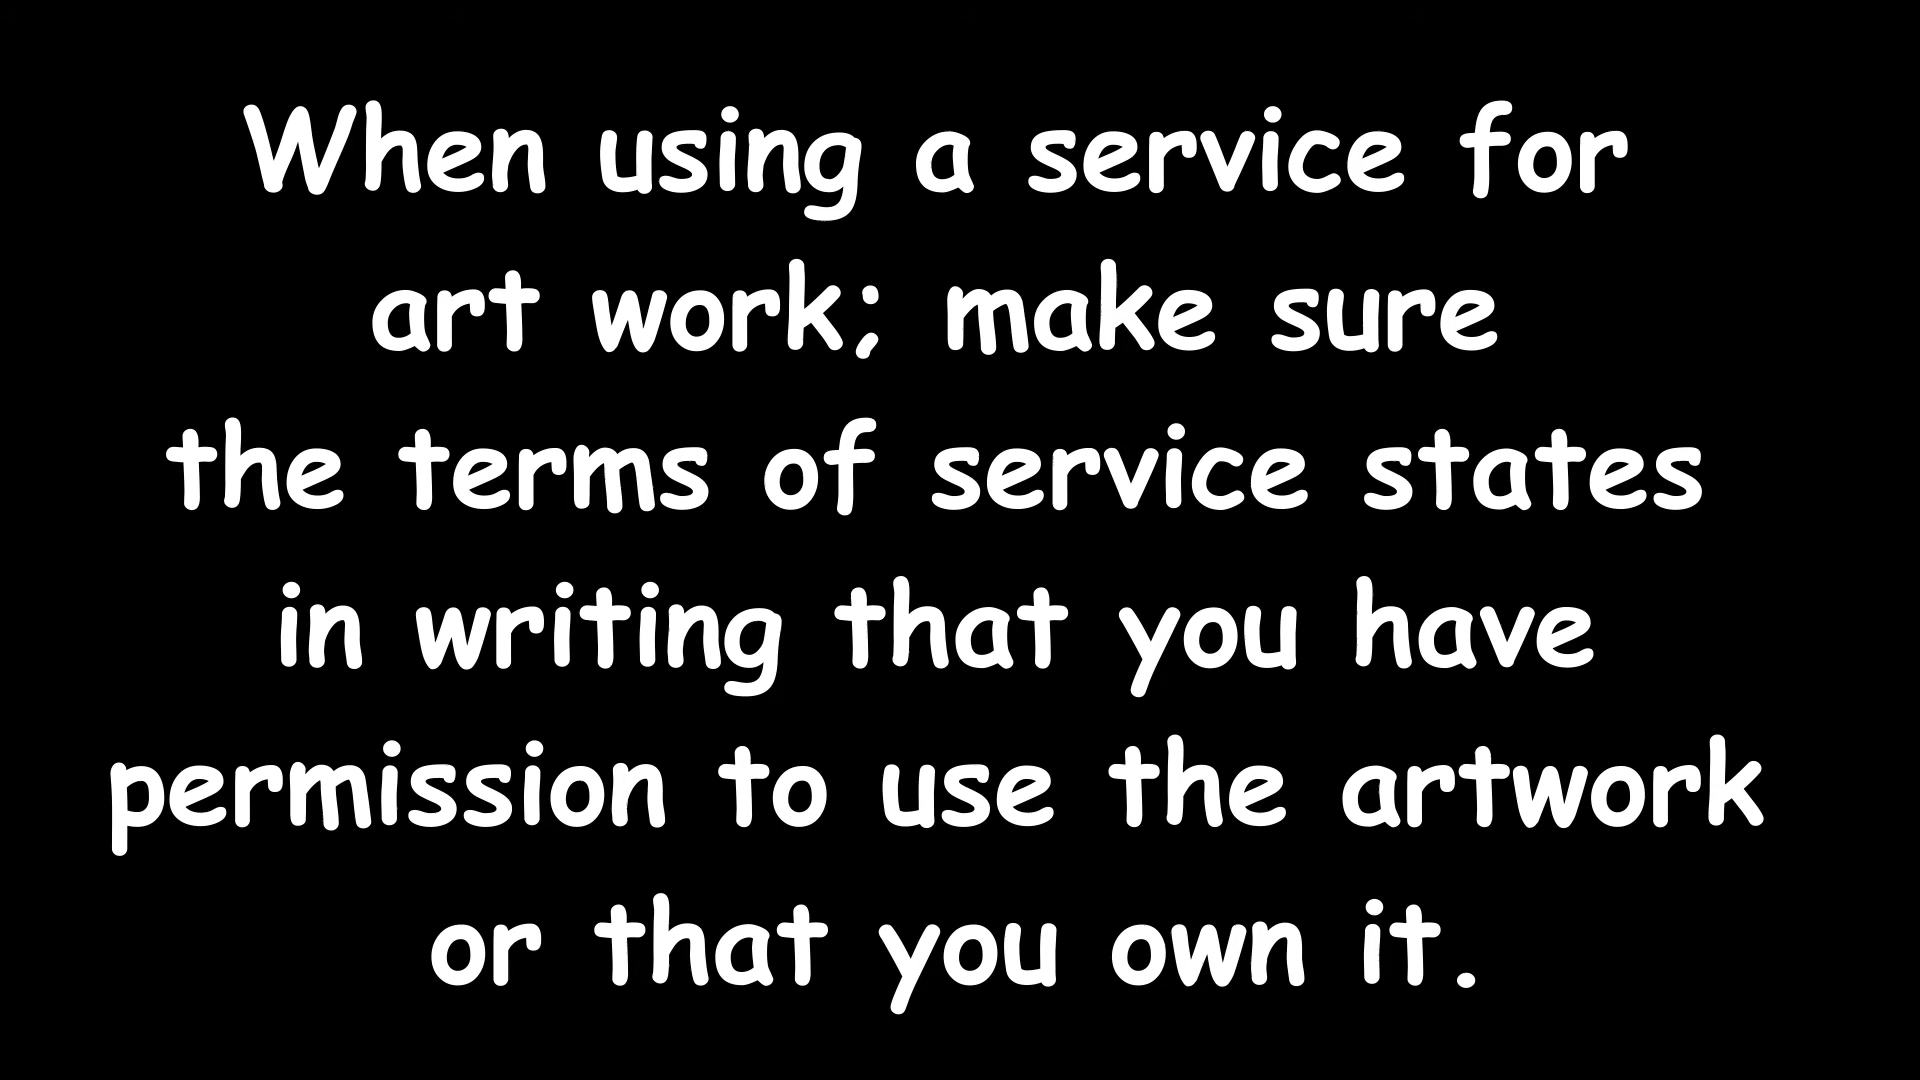 When using a service for
art work; make sure
the terms of service states
in writing that you have
permission to use the artwork
or that you own it.